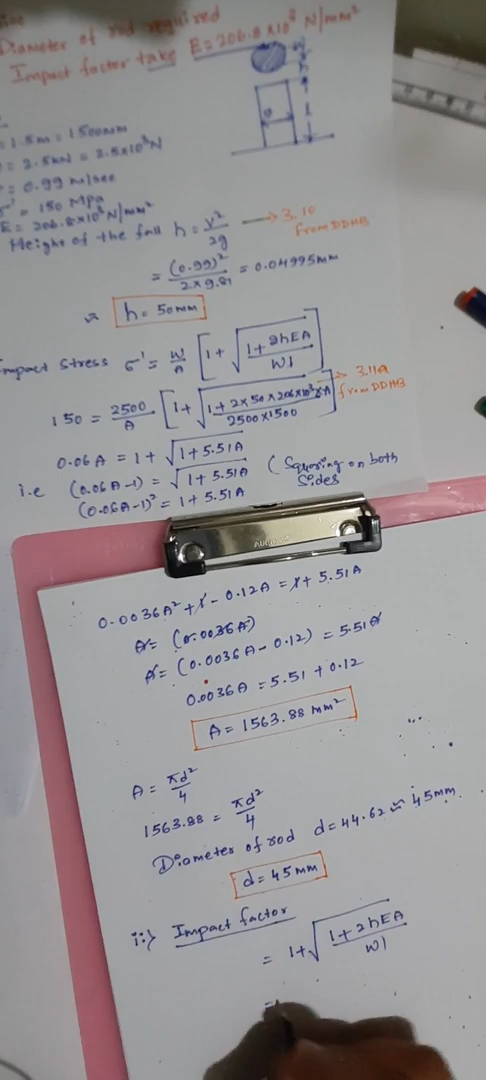 Diameter of rod required
Impact factor take E=206.8×10³ N/mm²
= 1.5m = 1500mm
= 2.5kN = 2.5×10³N
= 0.99 m/sec
σ' = 150 MPa
E = 206.8×10³ N/mm²
Height of the fall h = v²/2g → 3.10 From DDHB
= (0.99)²/2×9.81 = 0.04995mm
h = 50mm
Impact Stress σ' = W/A [1+√(1+2hEA/Wl)]
→ 3.11a from DDHB
150 = 2500/A [1+√(1+2×50×206×10³×A/2500×1500)]
0.06A = 1+√1+5.51A
i.e (0.06A-1) = √1+5.51A (Squaring on both Sides
(0.06A-1)² = 1+5.51A
0.0036A²+1-0.12A = 1+5.51A
A = (0.0036A)
A = (0.0036A-0.12) = 5.51A
0.0036A = 5.51+0.12
A = 1563.88 mm²
A = πd²/4
1563.88 = πd²/4
Diameter of rod d = 44.62 ≈ 45mm
d = 45mm
ii:) Impact factor
= 1+√(1+2hEA/Wl)
=